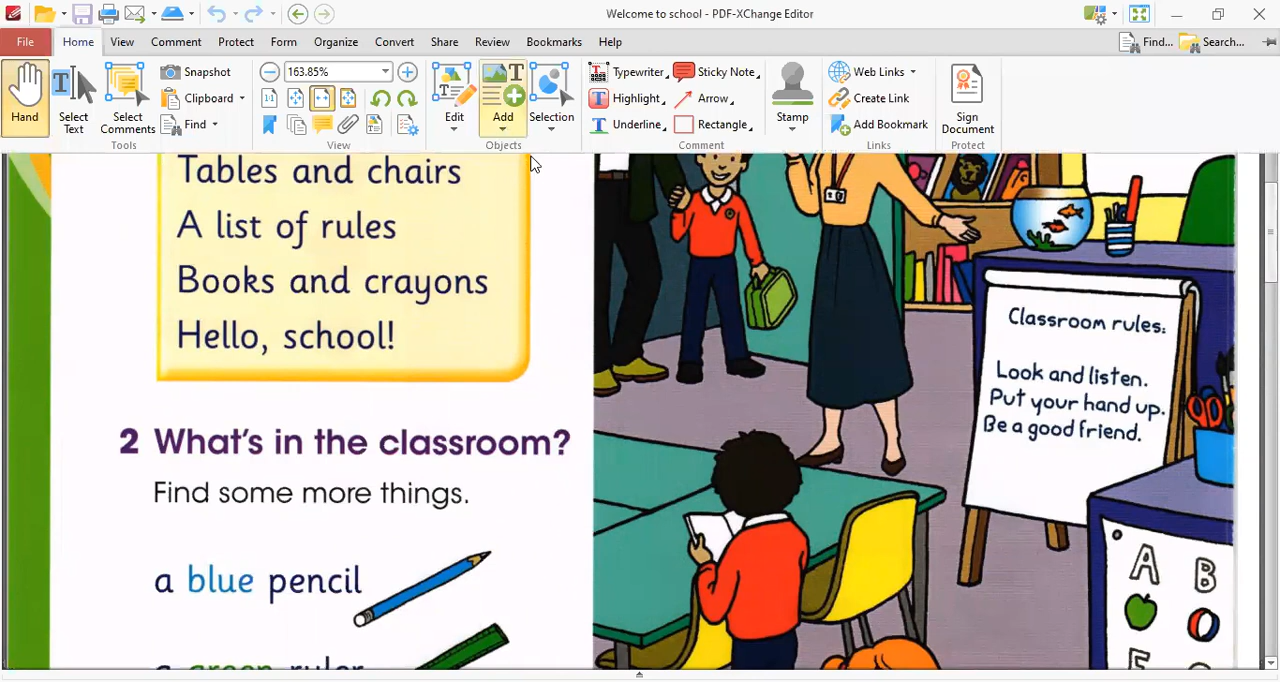 Welcome to school - PDF-XChange Editor
File Home View Comment Protect Form Organize Convert Share Review Bookmarks Help
Find... Search...
Hand
Select Text
Select Comments
Snapshot
Clipboard
Find
Tools
163.85%
View
Edit
Add
Selection
Objects
Typewriter
Highlight
Underline
Sticky Note
Arrow
Rectangle
Stamp
Comment
Web Links
Create Link
Add Bookmark
Links
Sign Document
Protect
Tables and chairs
A list of rules
Books and crayons
Hello, school!
2 What's in the classroom?
Find some more things.
a blue pencil
a green ruler
Classroom rules:
Look and listen.
Put your hand up.
Be a good friend.
A B